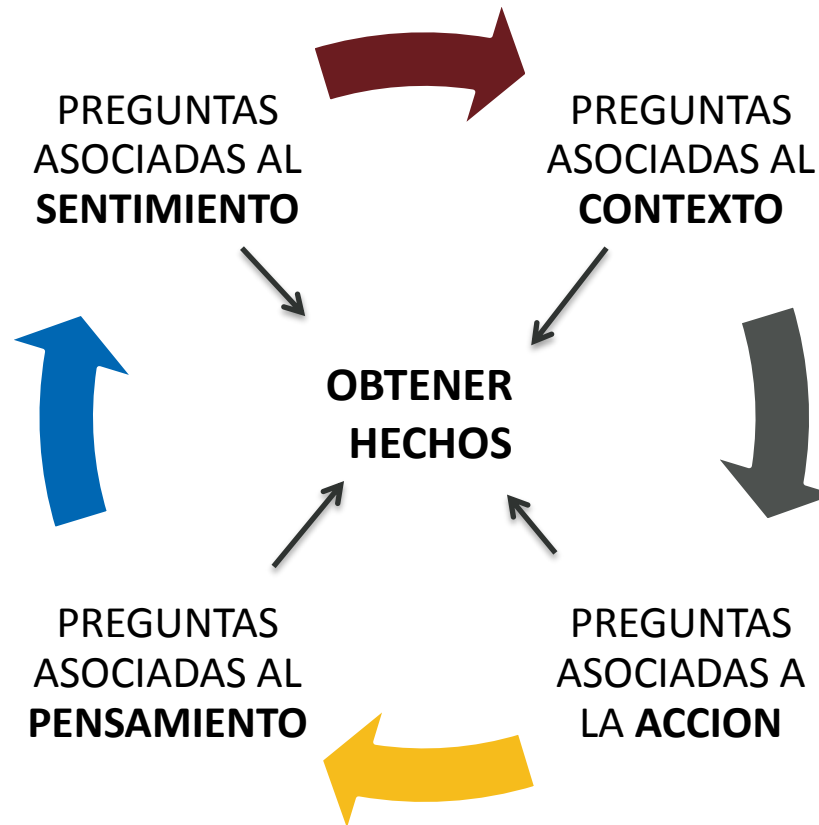 PREGUNTAS
ASOCIADAS AL
SENTIMIENTO
PREGUNTAS
ASOCIADAS AL
CONTEXTO
OBTENER
HECHOS
PREGUNTAS
ASOCIADAS AL
PENSAMIENTO
PREGUNTAS
ASOCIADAS A
LA ACCION